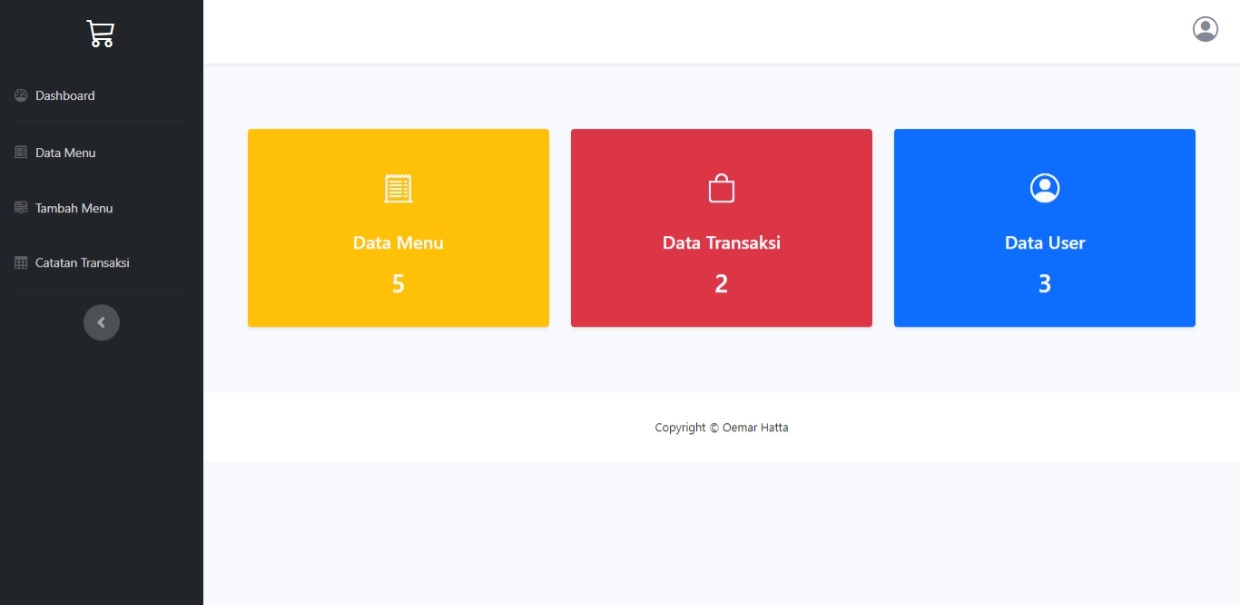 Dashboard
Data Menu
Tambah Menu
Catatan Transaksi
Data Menu
5
Data Transaksi
2
Data User
3
Copyright © Oemar Hatta